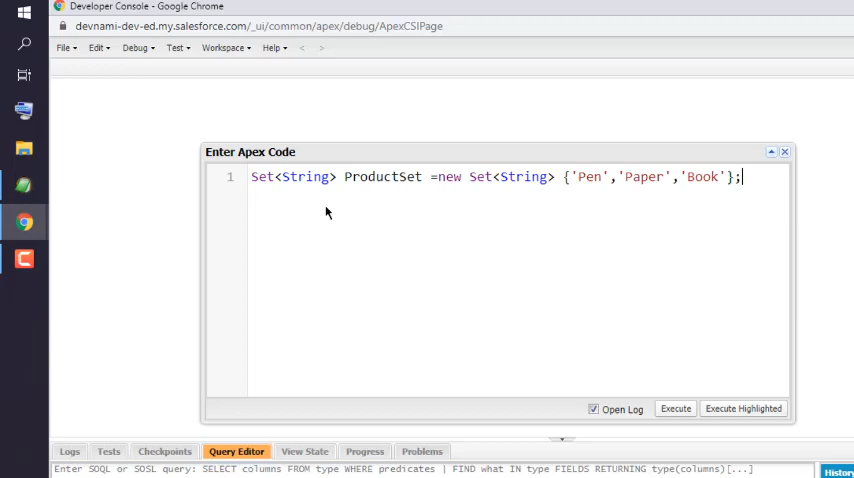 Developer Console - Google Chrome
devnami-dev-ed.my.salesforce.com/_ui/common/apex/debug/ApexCSIPage
File Edit Debug Test Workspace Help < >
Enter Apex Code
1 Set<String> ProductSet =new Set<String> {'Pen','Paper','Book'};
Open Log Execute Execute Highlighted
Logs Tests Checkpoints Query Editor View State Progress Problems
Enter SOQL or SOSL query: SELECT columns FROM type WHERE predicates | FIND what IN type FIELDS RETURNING type(columns)[...]
History